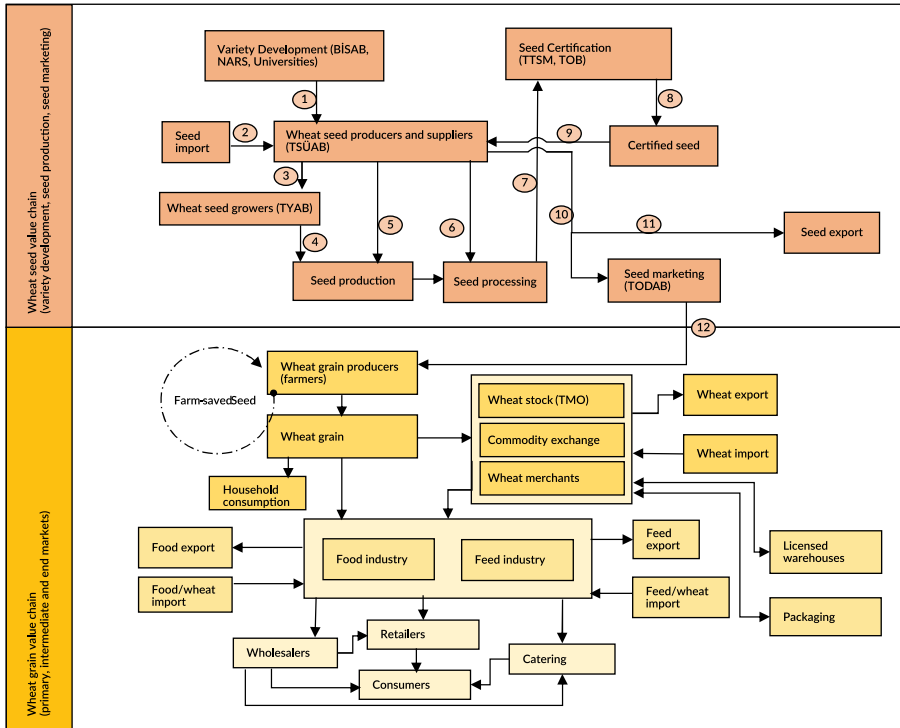 Wheat seed value chain
(variety development, seed production, seed marketing)
Variety Development (BİSAB,
NARS, Universities)
Seed Certification
(TTSM, TOB)
1
8
Seed
import
2
Wheat seed producers and suppliers
(TSÜAB)
9
Certified seed
3
7
Wheat seed growers (TYAB)
10
11
Seed export
4
5
6
Seed production
Seed processing
Seed marketing
(TODAB)
12
Wheat grain value chain
(primary, intermediate and end markets)
Wheat grain producers
(farmers)
Farm-savedSeed
Wheat stock (TMO)
Wheat export
Wheat grain
Commodity exchange
Wheat import
Wheat merchants
Household
consumption
Food export
Food industry
Feed industry
Feed
export
Licensed
warehouses
Food/wheat
import
Feed/wheat
import
Packaging
Retailers
Wholesalers
Catering
Consumers